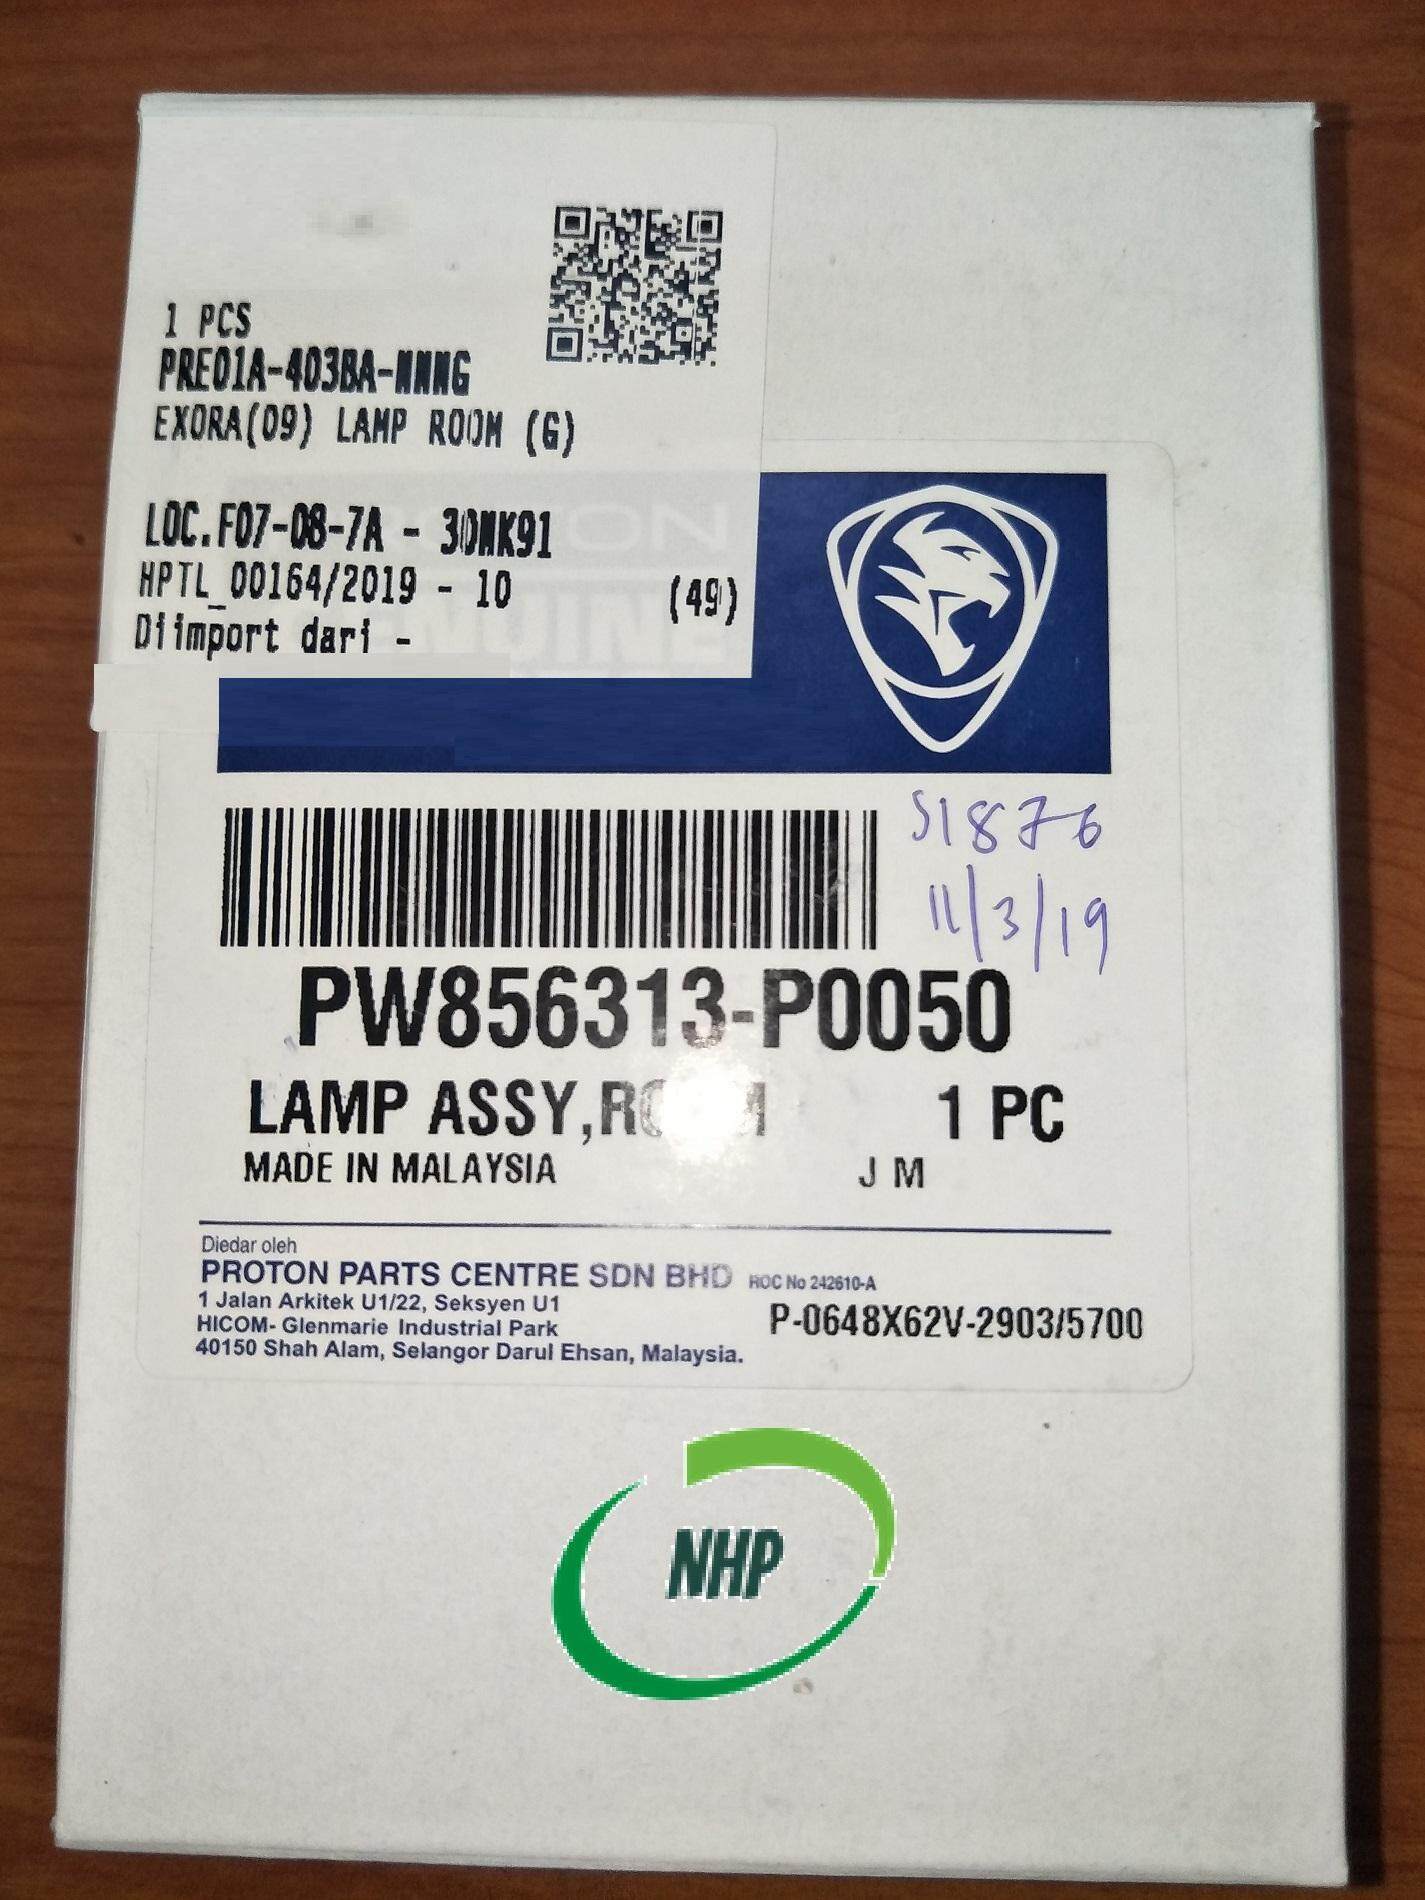 1 PCS
PRE01A-403BA-NNNG
EXORA(09) LAMP ROOM (G)
LOC.F07-08-7A - 30MK91
HPTL_00164/2019 - 10 (49)
Diimport dari -
S1876
11/3/19
PW856313-P0050
LAMP ASSY,ROOM 1 PC
MADE IN MALAYSIA J M
Diedar oleh
PROTON PARTS CENTRE SDN BHD ROC No 242610-A
1 Jalan Arkitek U1/22, Seksyen U1
HICOM- Glenmarie Industrial Park
P-0648X62V-2903/5700
40150 Shah Alam, Selangor Darul Ehsan, Malaysia.
NHP